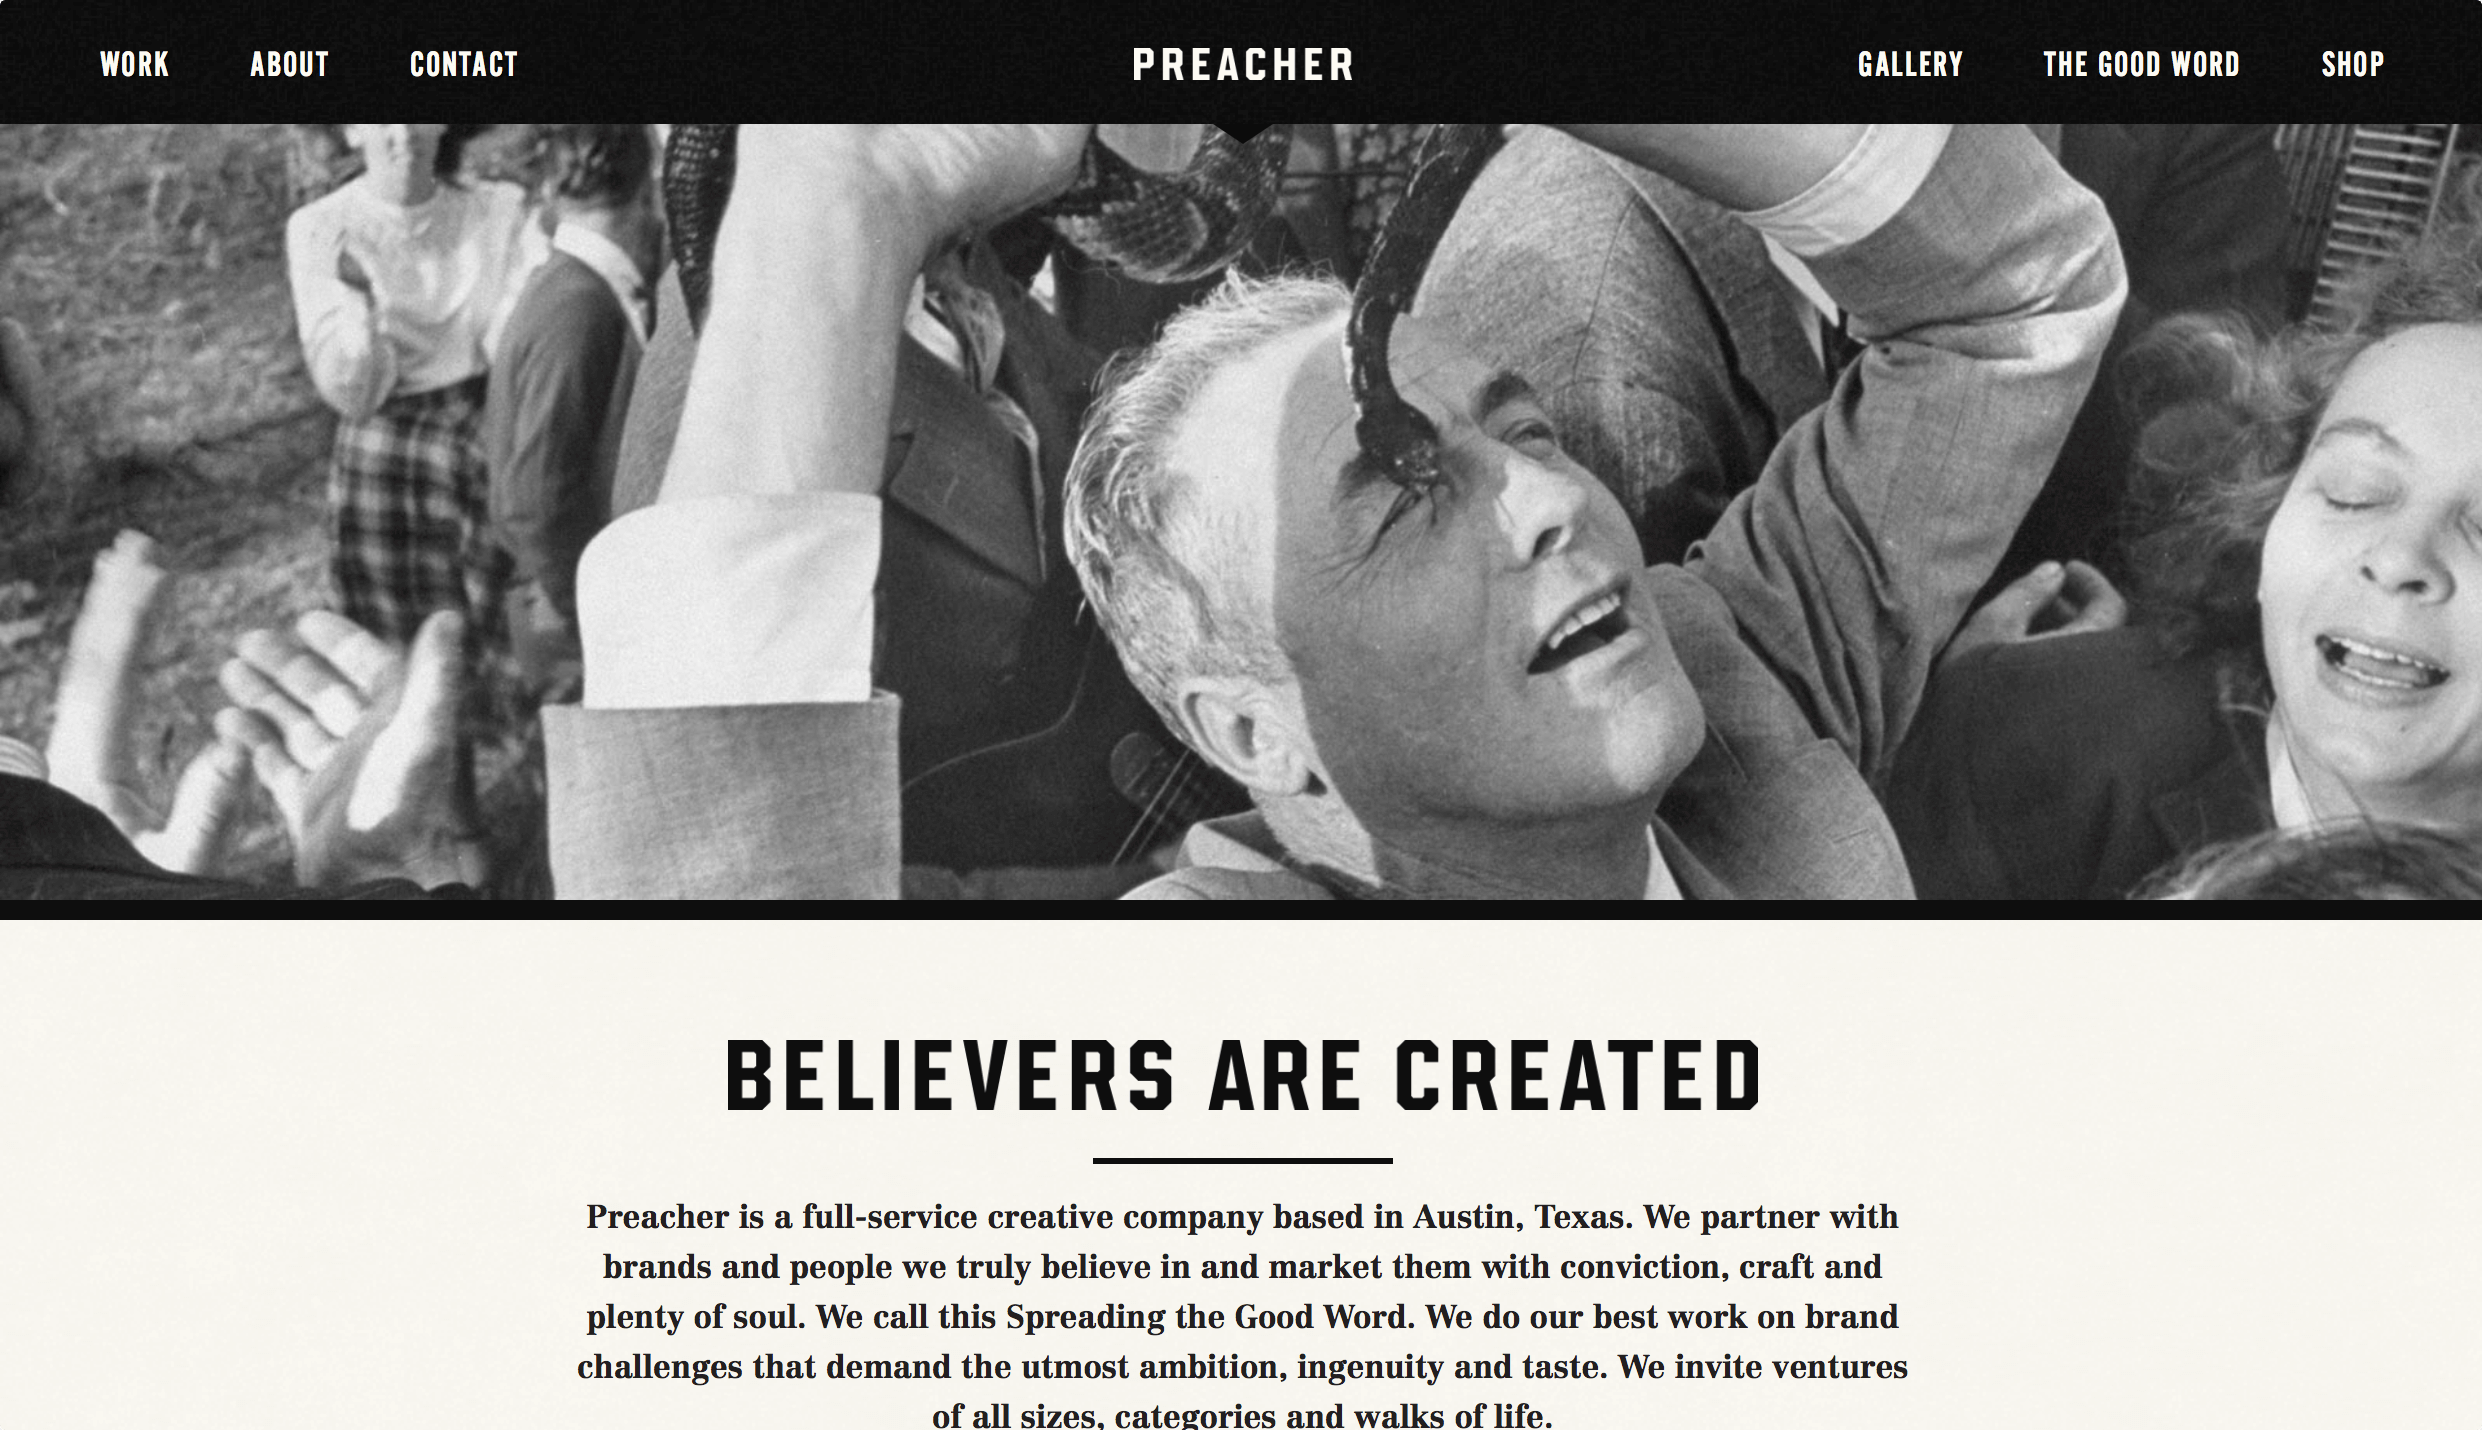 WORK ABOUT CONTACT PREACHER GALLERY THE GOOD WORD SHOP
BELIEVERS ARE CREATED
Preacher is a full-service creative company based in Austin, Texas. We partner with
brands and people we truly believe in and market them with conviction, craft and
plenty of soul. We call this Spreading the Good Word. We do our best work on brand
challenges that demand the utmost ambition, ingenuity and taste. We invite ventures
of all sizes, categories and walks of life.